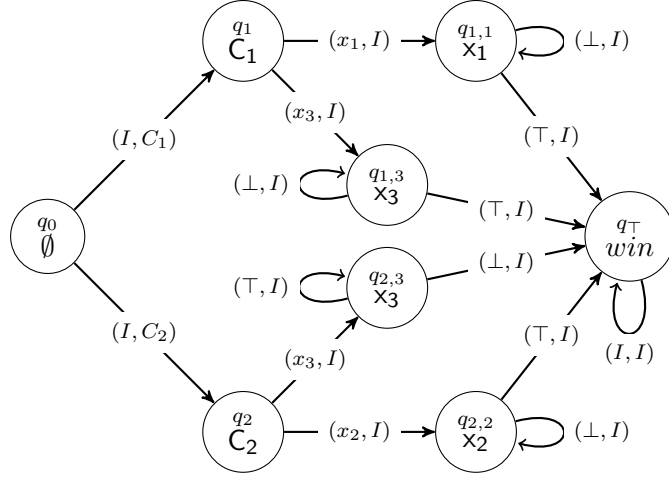 q₁
C₁
(x₁, I)
q₁,₁
x₁
(⊥, I)
(I, C₁)
(x₃, I)
(⊤, I)
(⊥, I)
q₁,₃
x₃
(⊤, I)
q₀
∅
q⊤
win
(⊤, I)
q₂,₃
x₃
(⊥, I)
(I, C₂)
(x₃, I)
(⊤, I)
(I, I)
q₂
C₂
(x₂, I)
q₂,₂
x₂
(⊥, I)